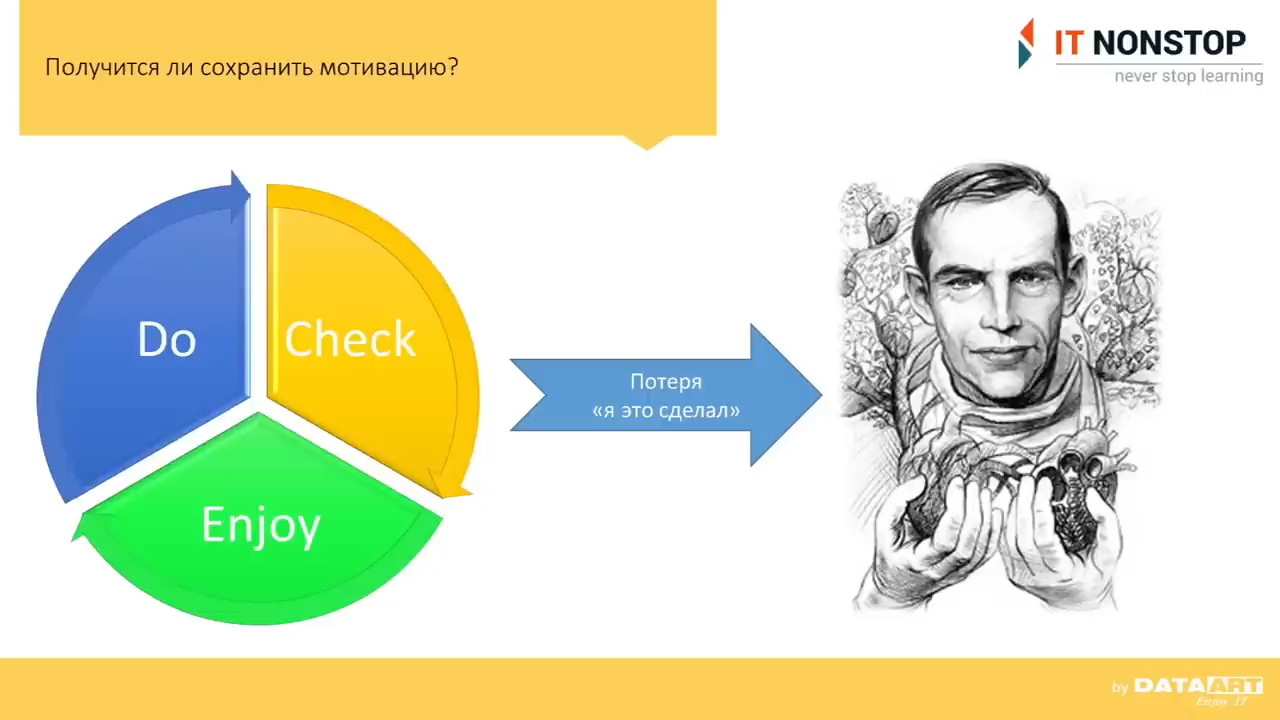 Получится ли сохранить мотивацию?
IT NONSTOP
never stop learning
Do
Check
Enjoy
Потеря
«я это сделал»
by DATAART
Enjoy IT